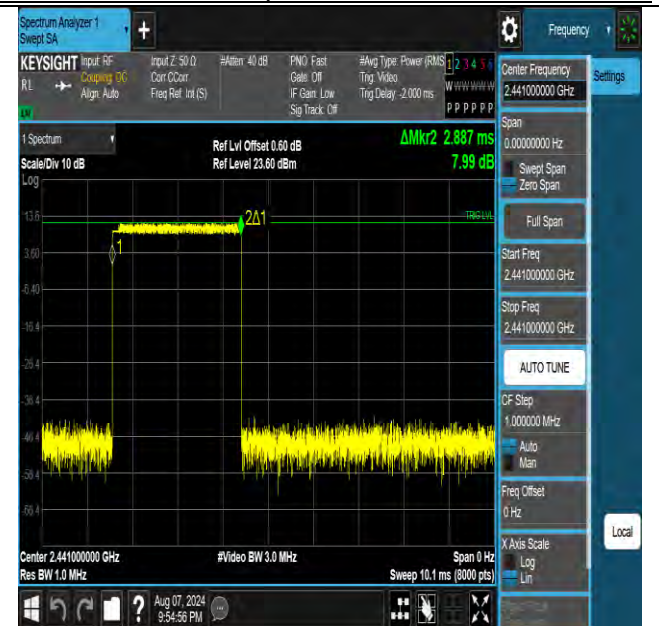 Spectrum Analyzer 1
Swept SA
+
Frequency
KEYSIGHT
Input: RF
Coupling: DC
Align: Auto
Input Z: 50 Ω
Corr CCorr
Freq Ref: Int (S)
#Atten: 40 dB
PNO: Fast
Gate: Off
IF Gain: Low
Sig Track: Off
#Avg Type: Power (RMS
Trig: Video
Trig Delay: -2.000 ms
1 2 3 4 5 6
W W W W W W
P P P P P P
RL
Center Frequency
2.441000000 GHz
Settings
1 Spectrum
Scale/Div 10 dB
Log
Ref Lvl Offset 0.60 dB
Ref Level 23.60 dBm
ΔMkr2 2.887 ms
7.99 dB
Span
0.00000000 Hz
Swept Span
Zero Span
Full Span
Start Freq
2.441000000 GHz
Stop Freq
2.441000000 GHz
AUTO TUNE
CF Step
1.000000 MHz
Auto
Man
Freq Offset
0 Hz
X Axis Scale
Log
Lin
Local
13.6
3.60
-6.40
-16.4
-26.4
-36.4
-46.4
-56.4
-66.4
TRIG LVL
2Δ1
1
Center 2.441000000 GHz
Res BW 1.0 MHz
#Video BW 3.0 MHz
Span 0 Hz
Sweep 10.1 ms (8000 pts)
?
Aug 07, 2024
9:54:56 PM